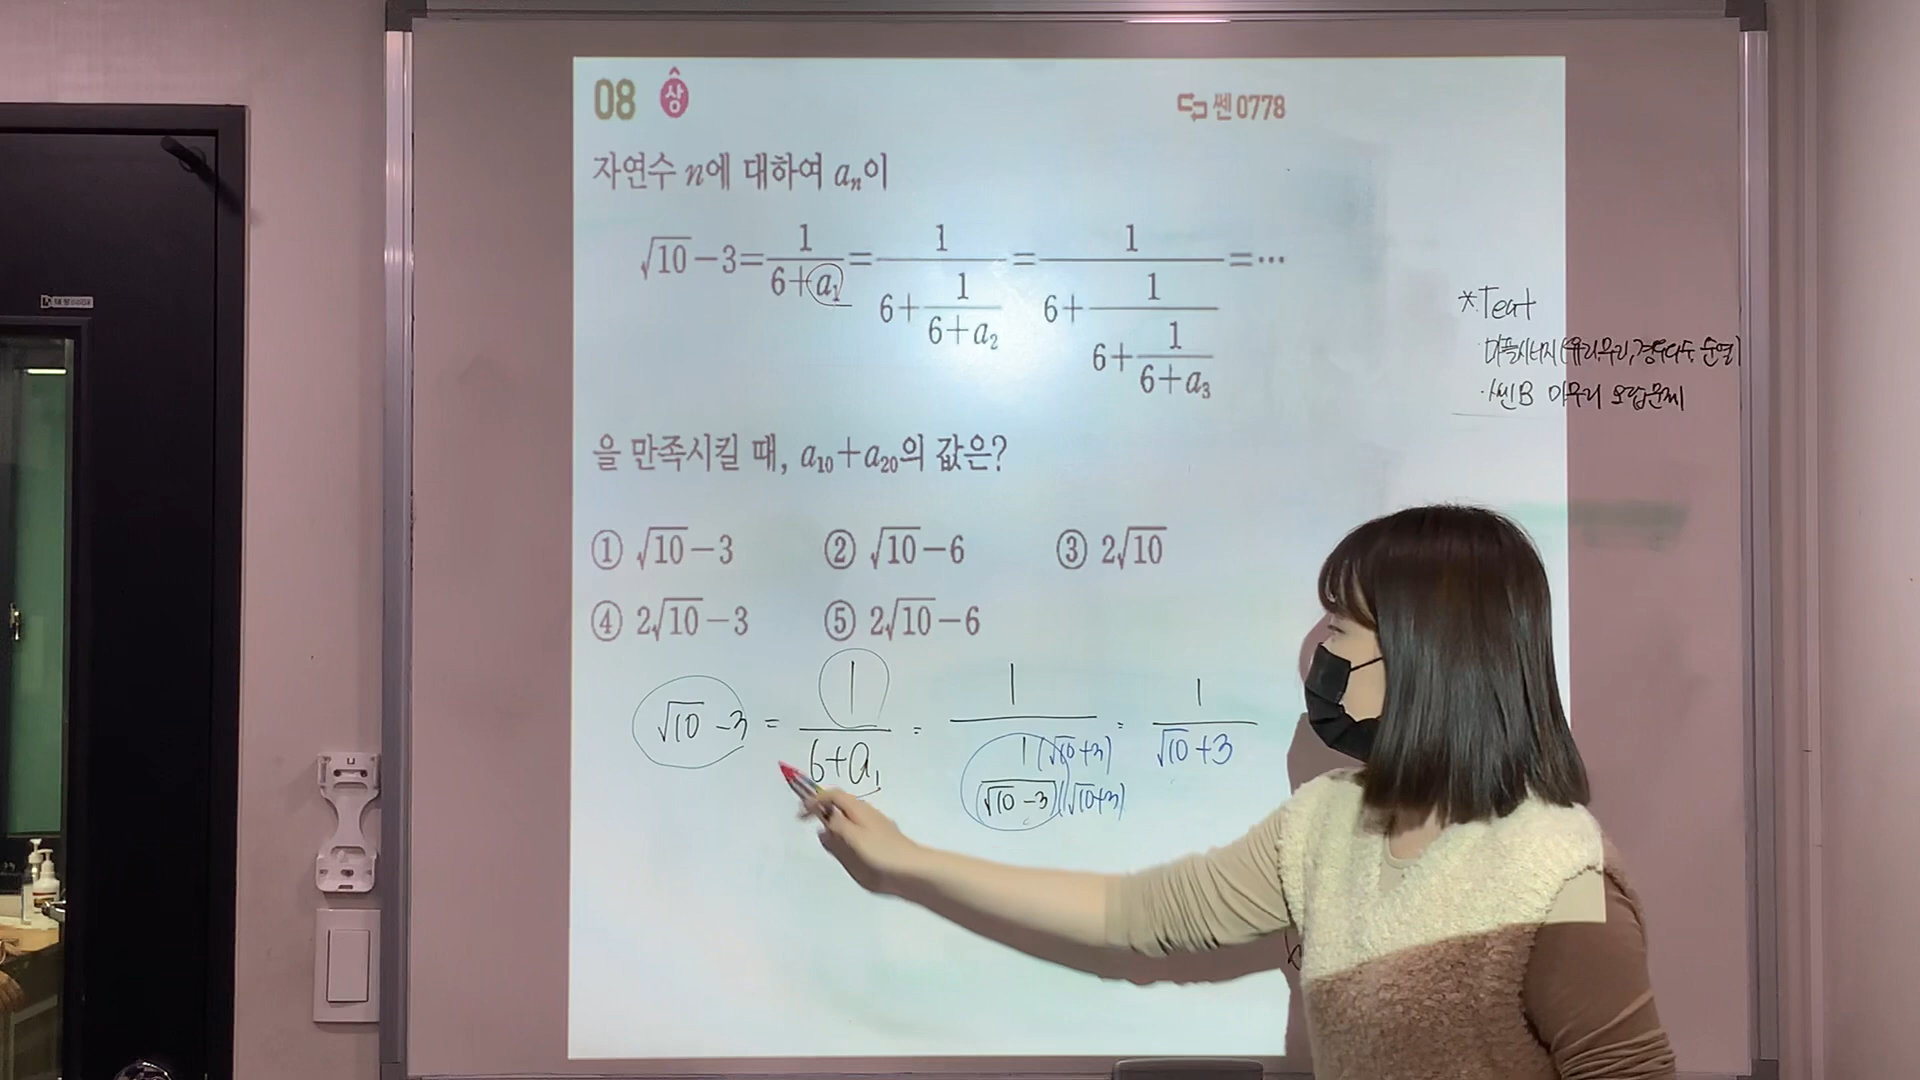 08 상 쎈 0778
자연수 n에 대하여 aₙ이
√10−3=1/(6+a₁)=1/(6+1/(6+a₂))=1/(6+1/(6+1/(6+a₃)))=⋯
을 만족시킬 때, a₁₀+a₂₀의 값은?
① √10−3 ② √10−6 ③ 2√10
④ 2√10−3 ⑤ 2√10−6
√10 −3 = 1/(6+a₁) = 1/(1(√10+3)/(√10−3)(√10+3)) = 1/(√10+3)
쎈B 마무리 오답문제